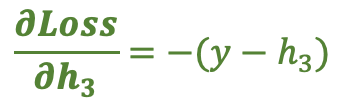 ∂Loss/∂h₃ = −(y − h₃)